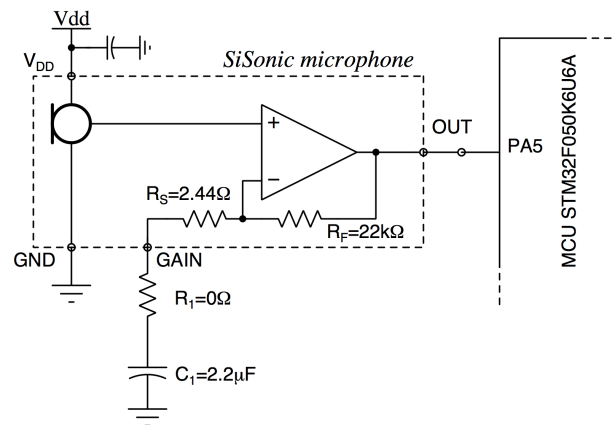 Vdd
V_DD
SiSonic microphone
+
−
OUT
PA5
MCU STM32F050K6U6A
R_S=2.44Ω
R_F=22kΩ
GND
GAIN
R_1=0Ω
C_1=2.2μF